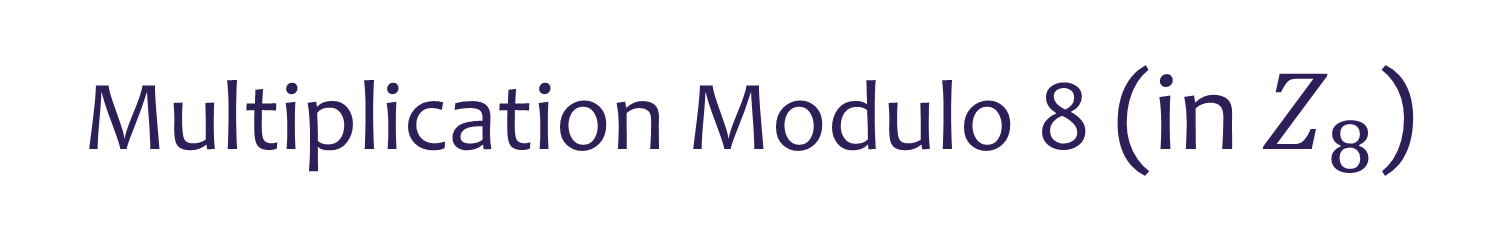 Multiplication Modulo 8 (in Z₈)